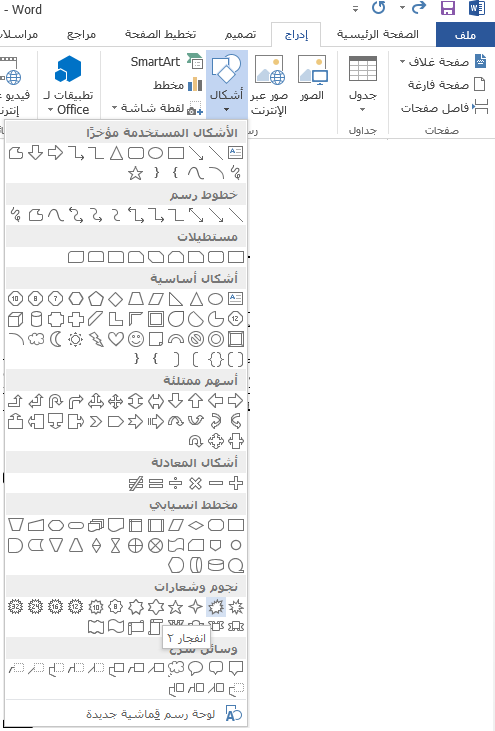 - Word
ملف
الصفحة الرئيسية
إدراج
تصميم
تخطيط الصفحة
مراجع
مراسلات
صفحة غلاف
صفحة فارغة
فاصل صفحات
صفحات
جدول
جداول
الصور
صور عبر الإنترنت
أشكال
SmartArt
مخطط
لقطة شاشة
تطبيقات لـ Office
فيديو
الأشكال المستخدمة مؤخرًا
خطوط رسم
مستطيلات
أشكال أساسية
أسهم ممتلئة
أشكال المعادلة
مخطط انسيابي
نجوم وشعارات
انفجار ٢
وسائل شرح
لوحة رسم قماشية جديدة